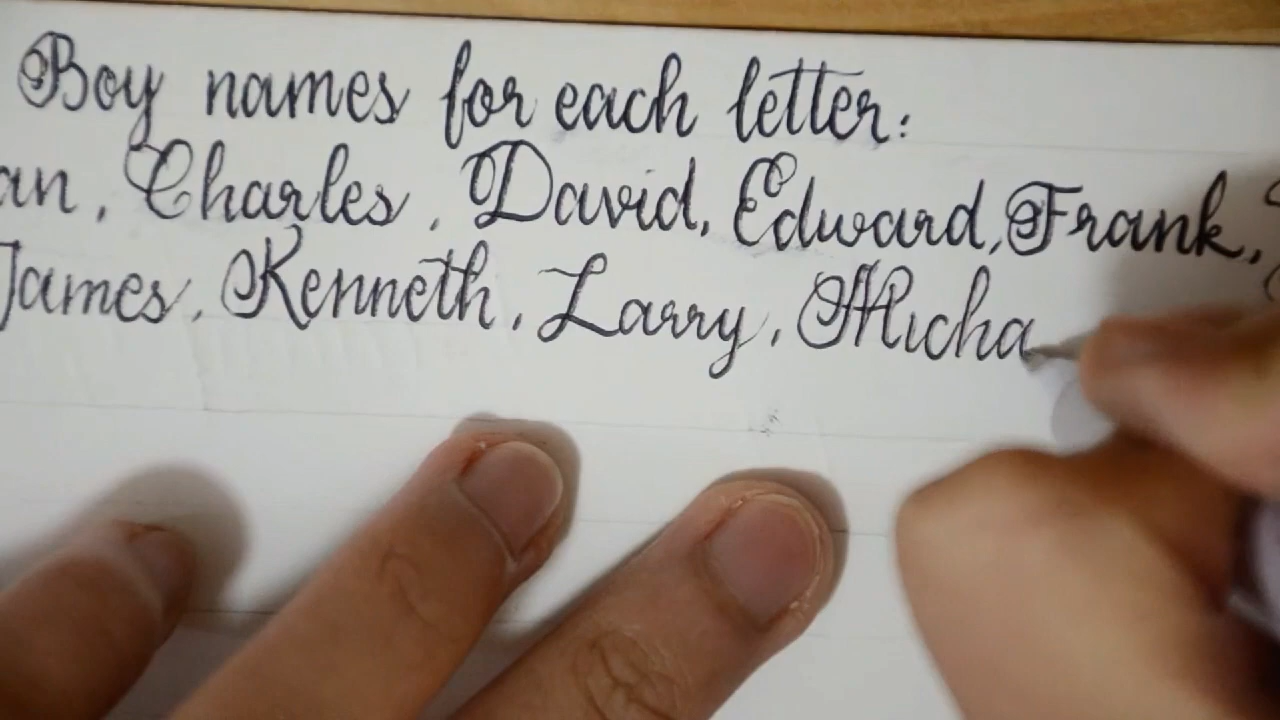 Boy names for each letter:
an, Charles, David, Edward, Frank,
James, Kenneth, Larry, Micha